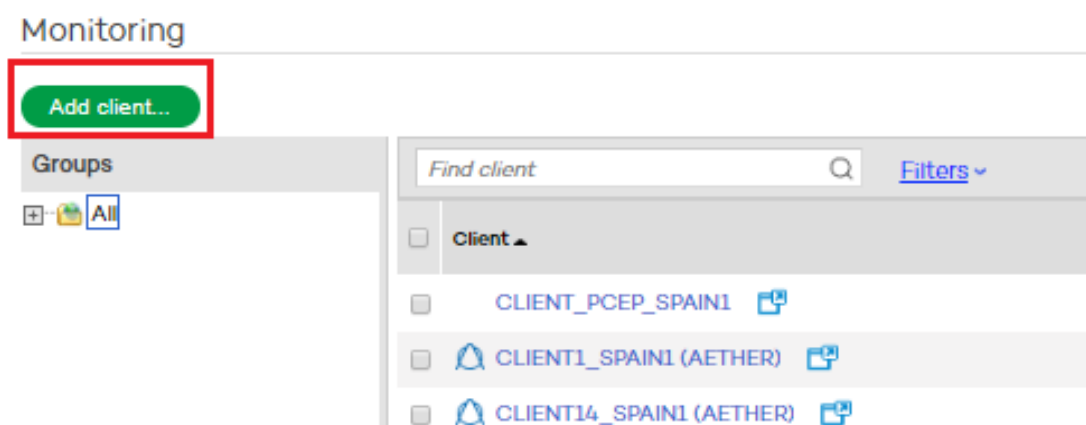 Monitoring
Add client...
Groups
Find client
Filters
All
Client
CLIENT_PCEP_SPAIN1
CLIENT1_SPAIN1 (AETHER)
CLIENT14_SPAIN1 (AETHER)